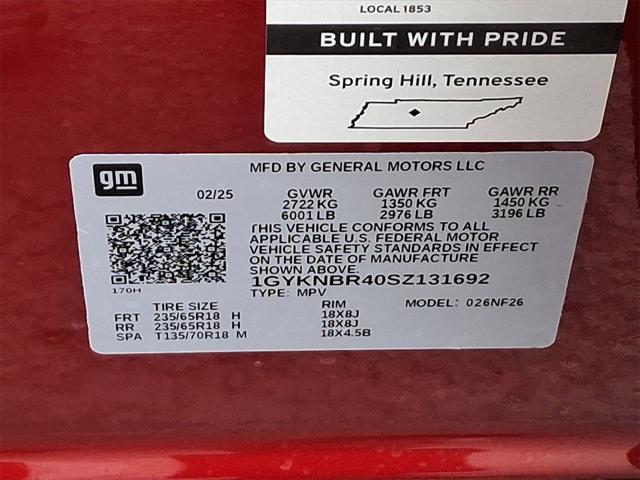 LOCAL 1853
BUILT WITH PRIDE
Spring Hill, Tennessee
gm
MFD BY GENERAL MOTORS LLC
02/25 GVWR GAWR FRT GAWR RR
2722 KG 1350 KG 1450 KG
6001 LB 2976 LB 3196 LB
THIS VEHICLE CONFORMS TO ALL
APPLICABLE U.S. FEDERAL MOTOR
VEHICLE SAFETY STANDARDS IN EFFECT
ON THE DATE OF MANUFACTURE
SHOWN ABOVE.
1GYKNBR40SZ131692
170H
TYPE: MPV
TIRE SIZE RIM MODEL: 026NF26
FRT 235/65R18 H 18X8J
RR 235/65R18 H 18X8J
SPA T135/70R18 M 18X4.5B